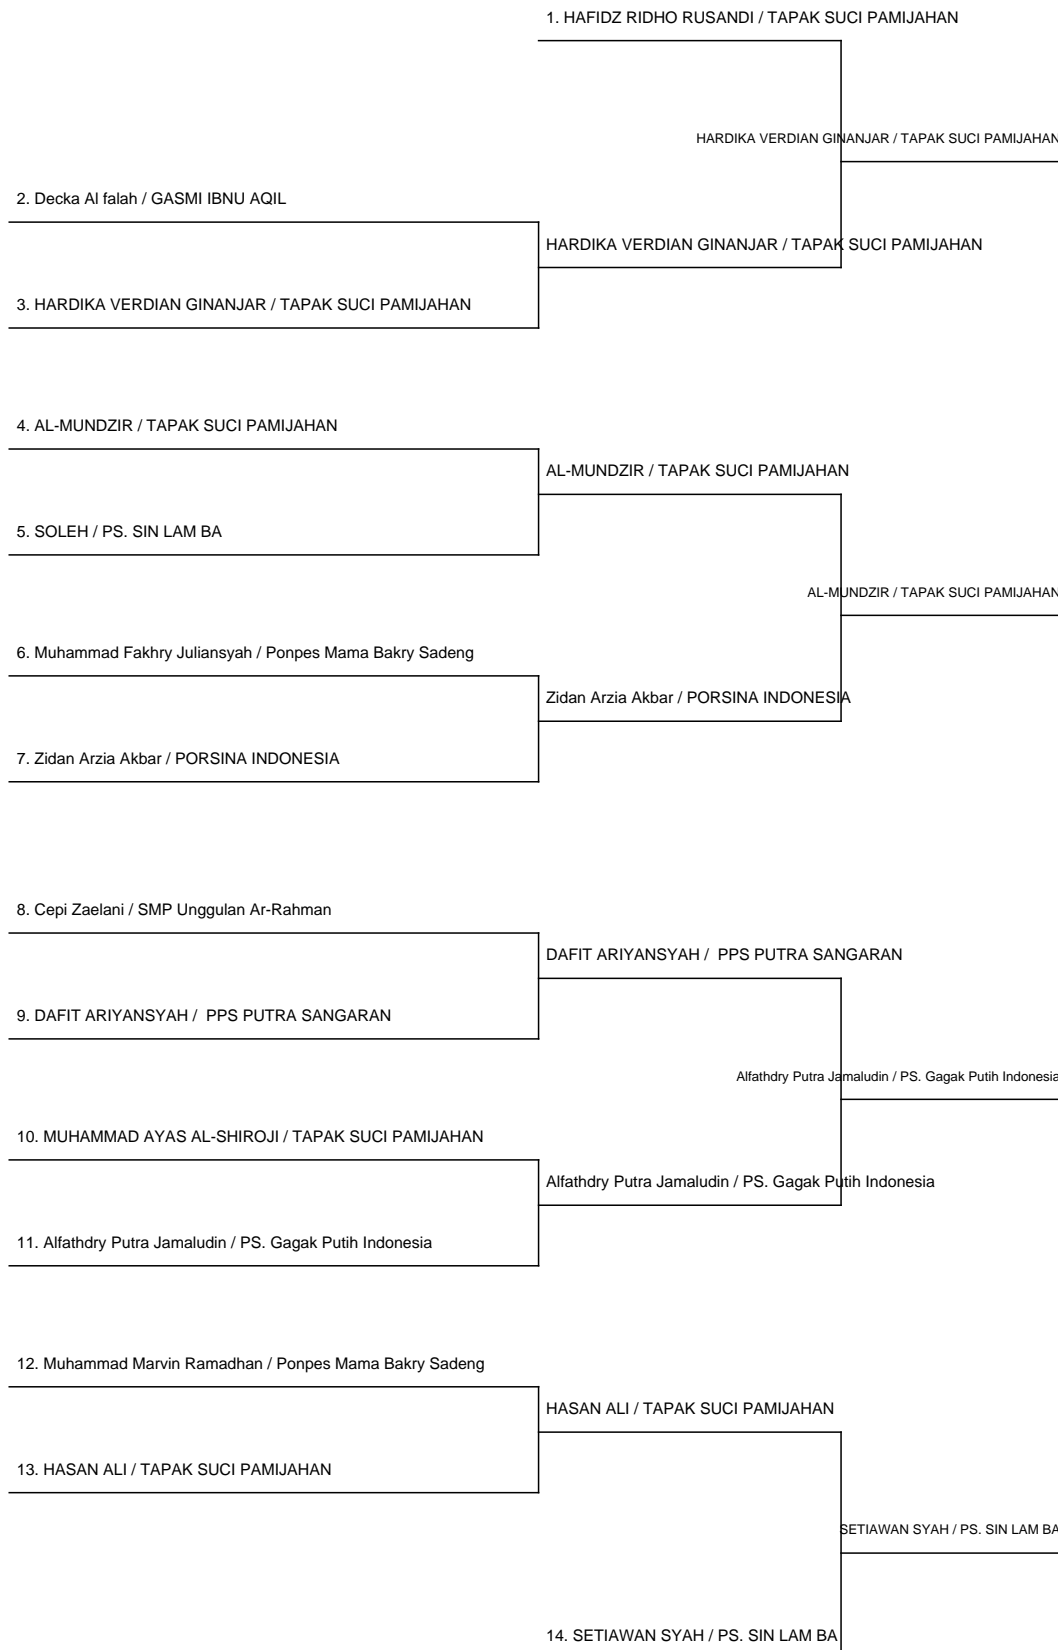 1. HAFIDZ RIDHO RUSANDI / TAPAK SUCI PAMIJAHAN
HARDIKA VERDIAN GINANJAR / TAPAK SUCI PAMIJAHAN
2. Decka Al falah / GASMI IBNU AQIL
HARDIKA VERDIAN GINANJAR / TAPAK SUCI PAMIJAHAN
3. HARDIKA VERDIAN GINANJAR / TAPAK SUCI PAMIJAHAN
4. AL-MUNDZIR / TAPAK SUCI PAMIJAHAN
AL-MUNDZIR / TAPAK SUCI PAMIJAHAN
5. SOLEH / PS. SIN LAM BA
AL-MUNDZIR / TAPAK SUCI PAMIJAHAN
6. Muhammad Fakhry Juliansyah / Ponpes Mama Bakry Sadeng
Zidan Arzia Akbar / PORSINA INDONESIA
7. Zidan Arzia Akbar / PORSINA INDONESIA
8. Cepi Zaelani / SMP Unggulan Ar-Rahman
DAFIT ARIYANSYAH /  PPS PUTRA SANGARAN
9. DAFIT ARIYANSYAH /  PPS PUTRA SANGARAN
Alfathdry Putra Jamaludin / PS. Gagak Putih Indonesia
10. MUHAMMAD AYAS AL-SHIROJI / TAPAK SUCI PAMIJAHAN
Alfathdry Putra Jamaludin / PS. Gagak Putih Indonesia
11. Alfathdry Putra Jamaludin / PS. Gagak Putih Indonesia
12. Muhammad Marvin Ramadhan / Ponpes Mama Bakry Sadeng
HASAN ALI / TAPAK SUCI PAMIJAHAN
13. HASAN ALI / TAPAK SUCI PAMIJAHAN
SETIAWAN SYAH / PS. SIN LAM BA
14. SETIAWAN SYAH / PS. SIN LAM BA